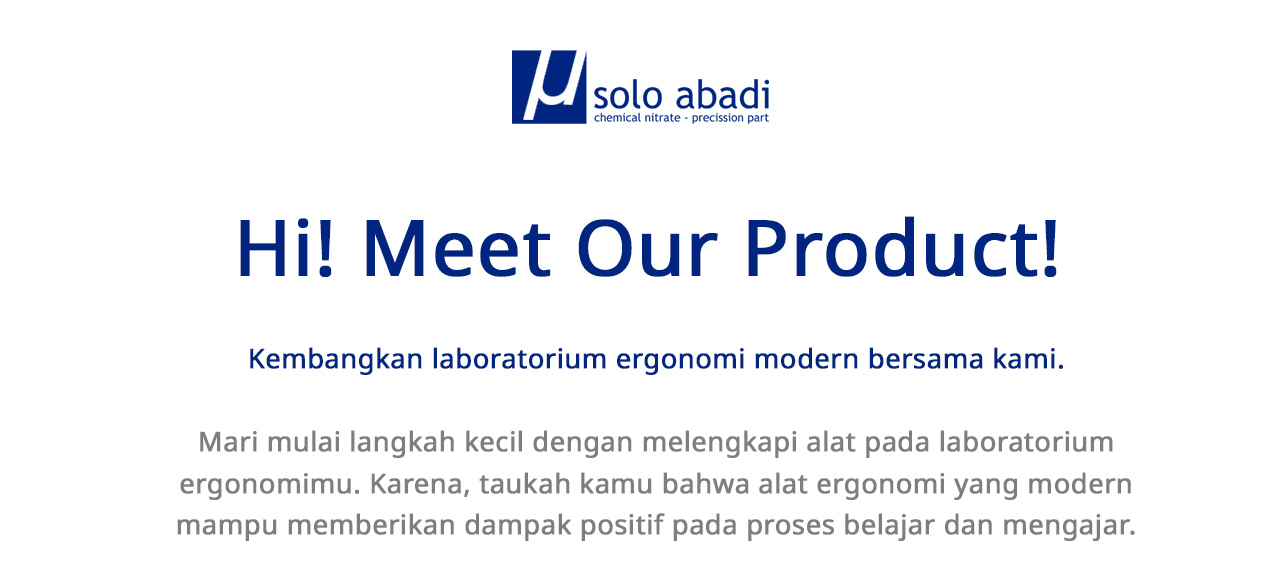 µ solo abadi
chemical nitrate - precission part
Hi! Meet Our Product!
Kembangkan laboratorium ergonomi modern bersama kami.
Mari mulai langkah kecil dengan melengkapi alat pada laboratorium
ergonomimu. Karena, taukah kamu bahwa alat ergonomi yang modern
mampu memberikan dampak positif pada proses belajar dan mengajar.